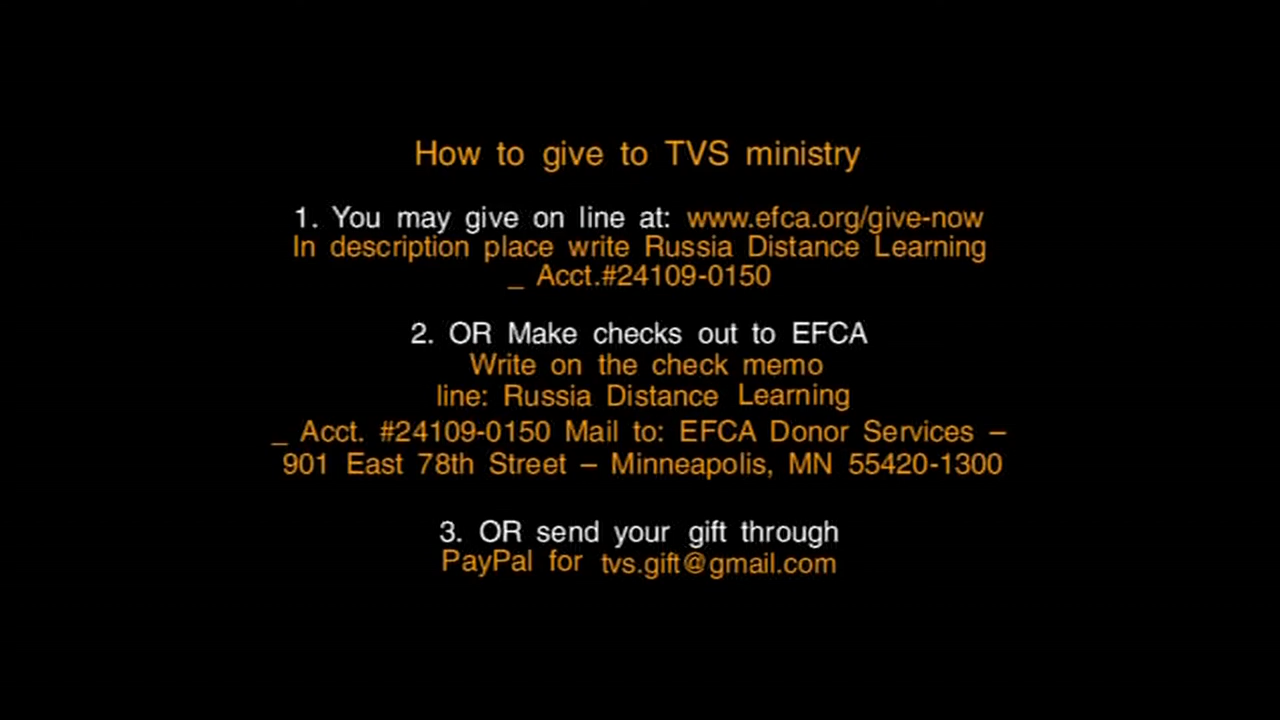 How to give to TVS ministry
1. You may give on line at: www.efca.org/give-now
In description place write Russia Distance Learning
_ Acct.#24109-0150
2. OR Make checks out to EFCA
Write on the check memo
line: Russia Distance Learning
_ Acct. #24109-0150 Mail to: EFCA Donor Services –
901 East 78th Street – Minneapolis, MN 55420-1300
3. OR send your gift through
PayPal for tvs.gift@gmail.com